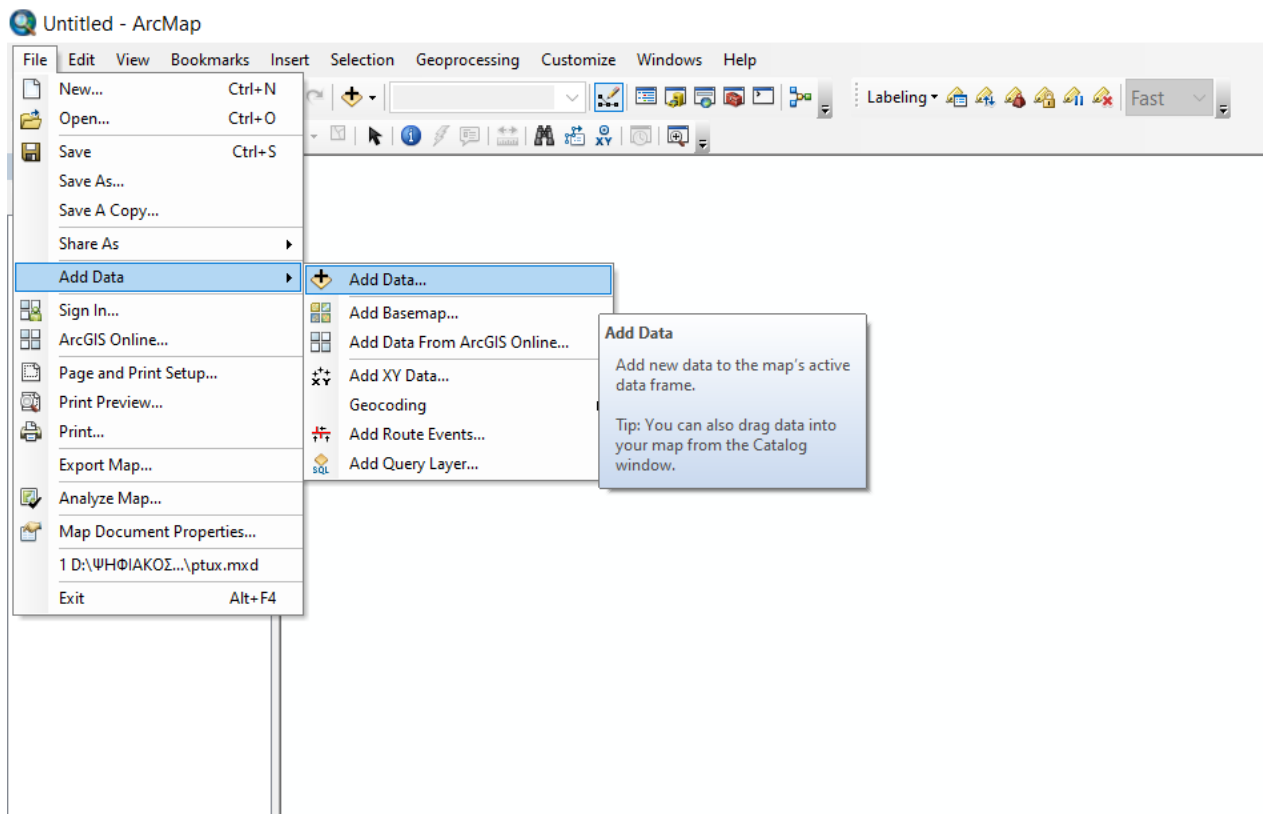 Untitled - ArcMap
File Edit View Bookmarks Insert Selection Geoprocessing Customize Windows Help
New... Ctrl+N
Labeling Fast
Open... Ctrl+O
Save Ctrl+S
Save As...
Save A Copy...
Share As
Add Data
Add Data...
Sign In...
Add Basemap...
ArcGIS Online...
Add Data From ArcGIS Online...
Page and Print Setup...
Add XY Data...
Print Preview...
Geocoding
Print...
Add Route Events...
Export Map...
Add Query Layer...
Analyze Map...
Map Document Properties...
1 D:\ΨΗΦΙΑΚΟΣ...\ptux.mxd
Exit Alt+F4
Add Data
Add new data to the map's active
data frame.
Tip: You can also drag data into
your map from the Catalog
window.
XY
XY
SQL